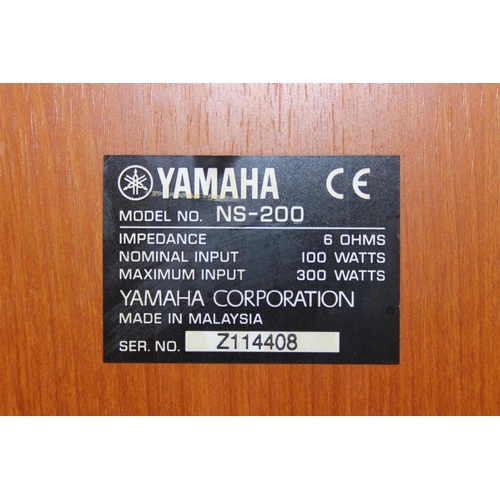 YAMAHA CE
MODEL NO. NS-200
IMPEDANCE 6 OHMS
NOMINAL INPUT 100 WATTS
MAXIMUM INPUT 300 WATTS
YAMAHA CORPORATION
MADE IN MALAYSIA
SER. NO. Z114408